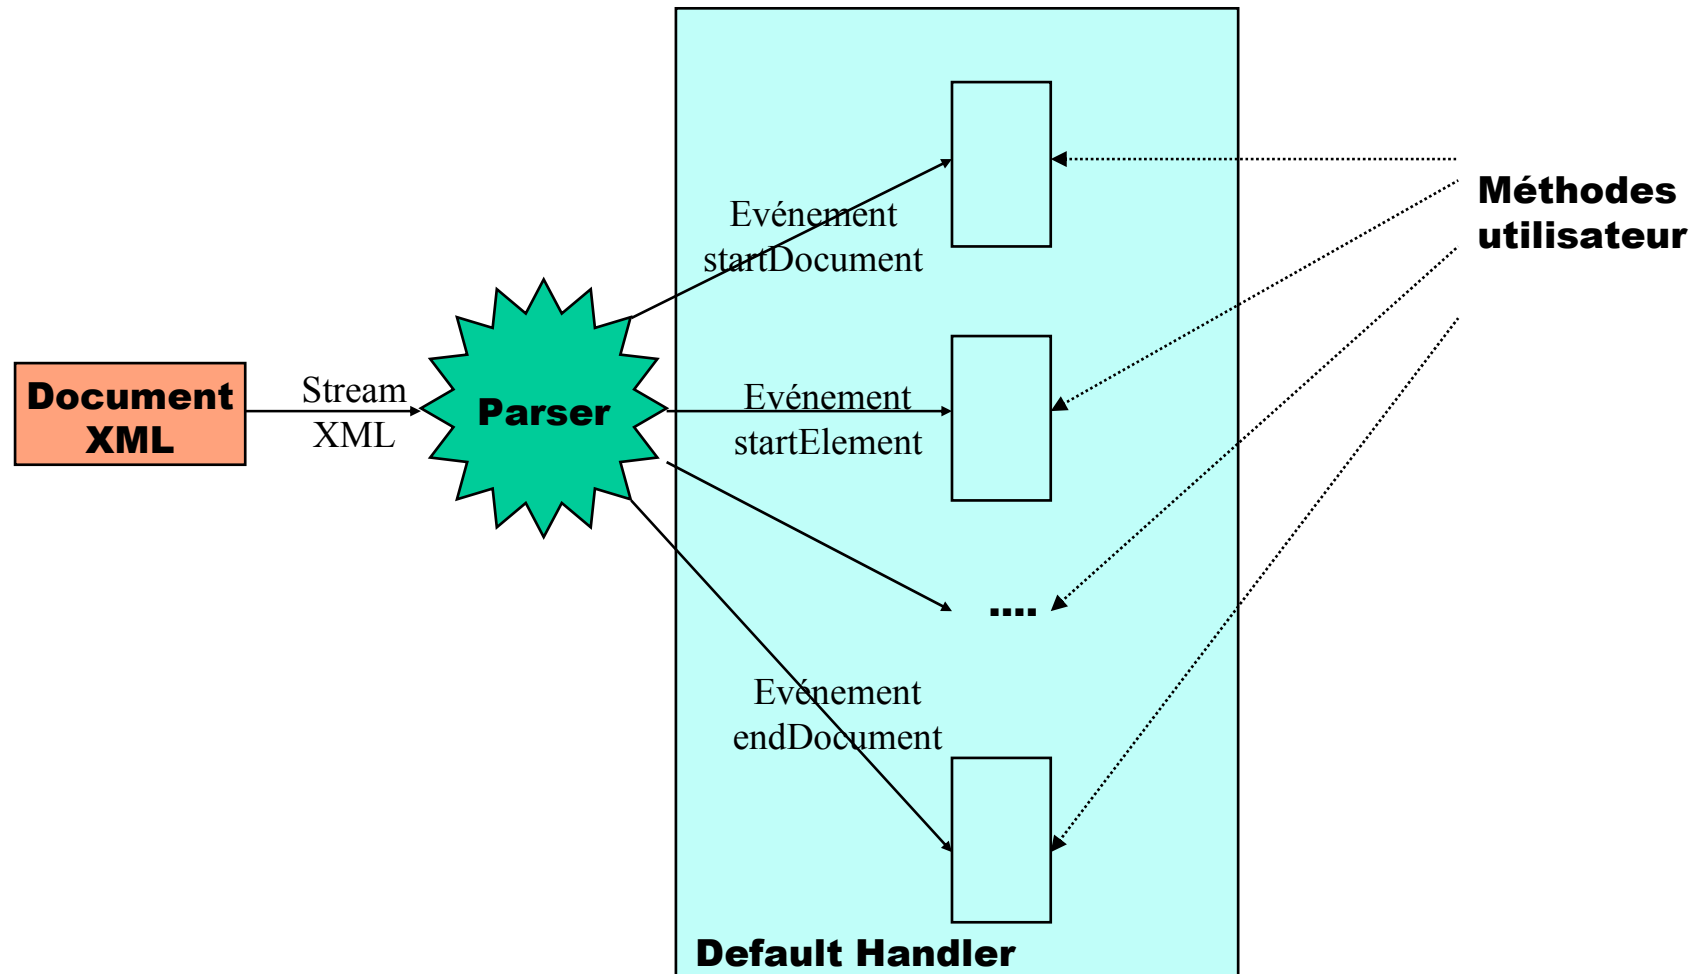 Evénement
startDocument
Méthodes
utilisateur
Document
XML
Stream
XML
Parser
Evénement
startElement
....
Evénement
endDocument
Default Handler